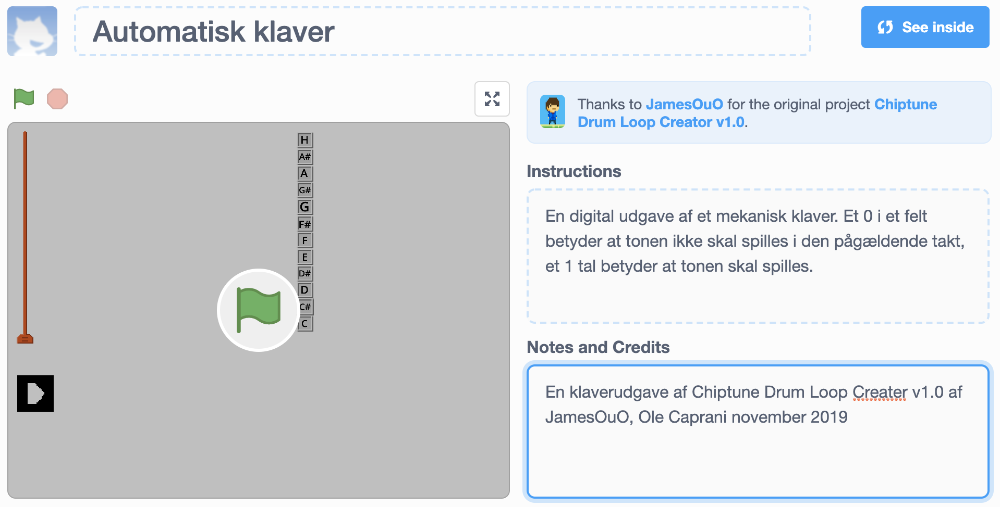 Automatisk klaver
See inside
Thanks to JamesOuO for the original project Chiptune
Drum Loop Creator v1.0.
H
A#
A
G#
G
F#
F
E
D#
D
C#
C
Instructions
En digital udgave af et mekanisk klaver. Et 0 i et felt
betyder at tonen ikke skal spilles i den pågældende takt,
et 1 tal betyder at tonen skal spilles.
Notes and Credits
En klaverudgave af Chiptune Drum Loop Creater v1.0 af
JamesOuO, Ole Caprani november 2019